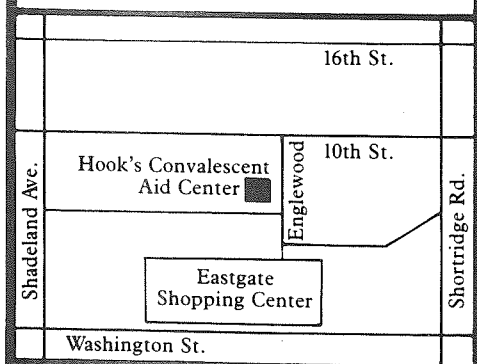 16th St.
10th St.
Hook's Convalescent
Aid Center
Englewood
Shadeland Ave.
Shortridge Rd.
Eastgate
Shopping Center
Washington St.